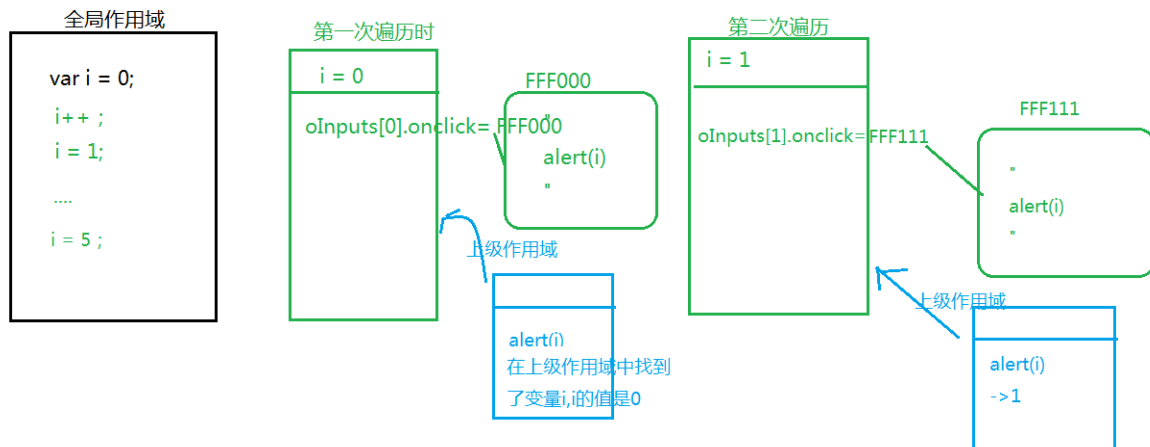 全局作用域
var i = 0;
i++ ;
i = 1;
....
i = 5 ;
第一次遍历时
i = 0
oInputs[0].onclick= FFF000
FFF000
"
alert(i)
"
上级作用域
alert(i)
在上级作用域中找到
了变量i,i的值是0
第二次遍历
i = 1
oInputs[1].onclick=FFF111
FFF111
"
alert(i)
"
上级作用域
alert(i)
->1